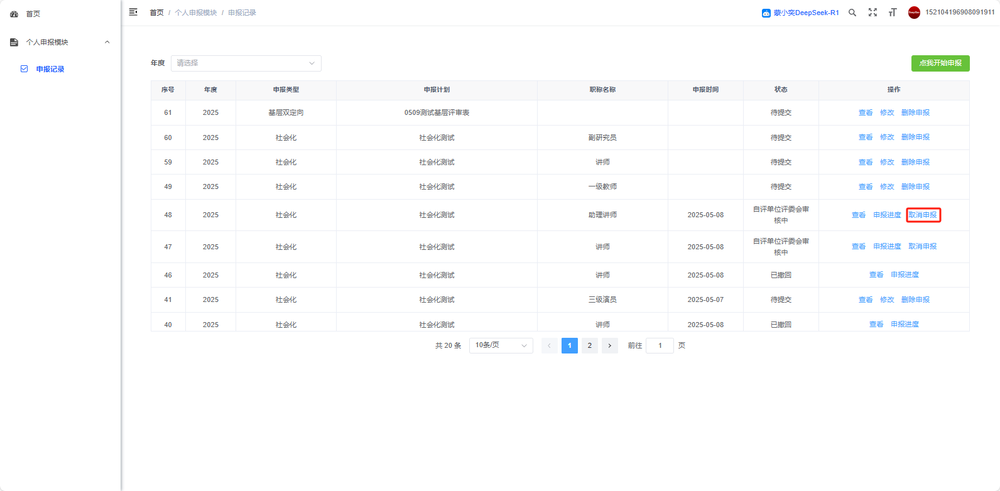 首页
个人申报模块
申报记录
首页 / 个人申报模块 / 申报记录
蒙小奕DeepSeek-R1
152104196908091911
年度 请选择
点我开始申报
序号 年度 申报类型 申报计划 职称名称 申报时间 状态 操作
61 2025 基层双定向 0509测试基层评审表 待提交 查看 修改 删除申报
60 2025 社会化 社会化测试 副研究员 待提交 查看 修改 删除申报
59 2025 社会化 社会化测试 讲师 待提交 查看 修改 删除申报
49 2025 社会化 社会化测试 一级教师 待提交 查看 修改 删除申报
48 2025 社会化 社会化测试 助理讲师 2025-05-08 自评单位评委会审 查看 申报进度 取消申报
核中
47 2025 社会化 社会化测试 讲师 2025-05-08 自评单位评委会审 查看 申报进度 取消申报
核中
46 2025 社会化 社会化测试 讲师 2025-05-08 已撤回 查看 申报进度
41 2025 社会化 社会化测试 三级演员 2025-05-07 待提交 查看 修改 删除申报
40 2025 社会化 社会化测试 讲师 2025-05-08 已撤回 查看 申报进度
共 20 条 10条/页 1 2 前往 1 页